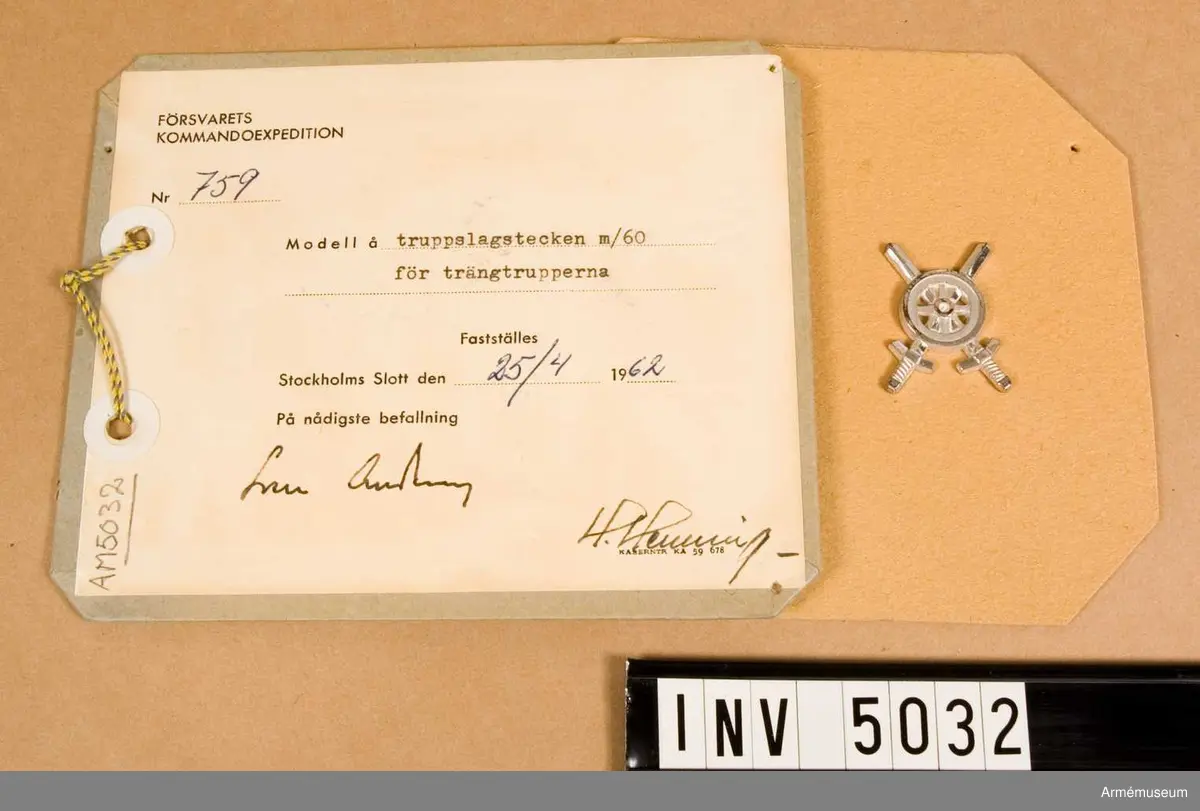 FÖRSVARETS
KOMMANDOEXPEDITION
Nr 759
Modell å truppslagstecken m/60
för trängtrupperna
Fastställes
Stockholms Slott den 25/4 1962
På nådigste befallning
KASERNTR KA 59 678
AM5032
INV 5032
Armémuseum